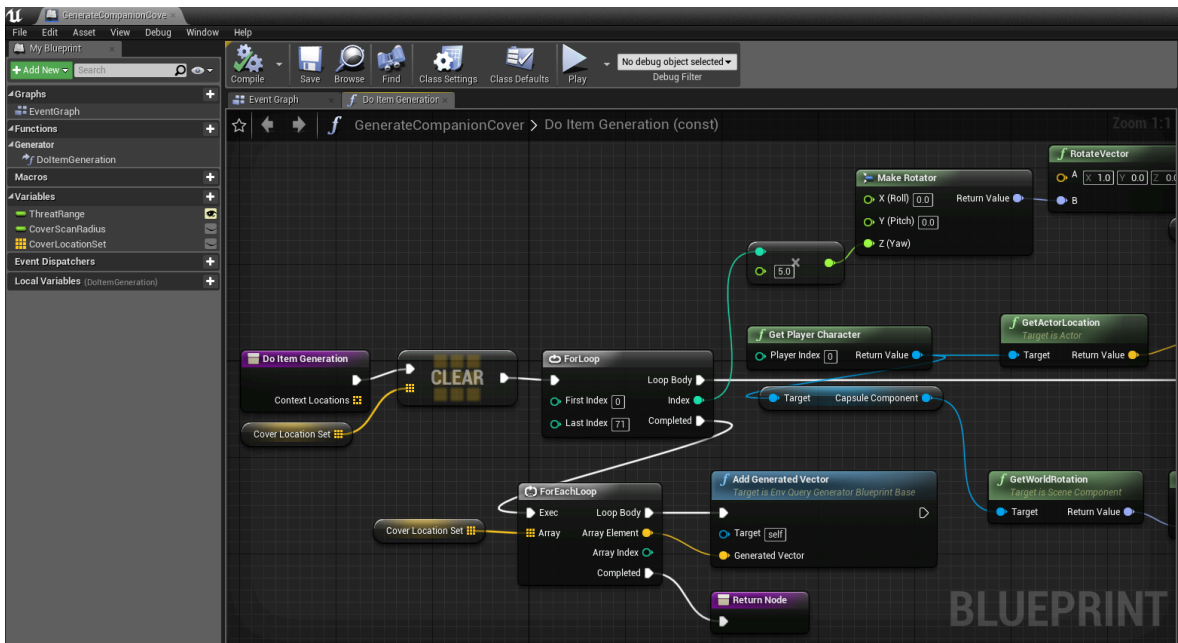 GenerateCompanionCove
File Edit Asset View Debug Window Help
My Blueprint
+ Add New
Search
Compile
Save
Browse
Find
Class Settings
Class Defaults
Play
No debug object selected
Debug Filter
Graphs
EventGraph
Functions
Generator
DoItemGeneration
Macros
Variables
ThreatRange
CoverScanRadius
CoverLocationSet
Event Dispatchers
Local Variables (DoItemGeneration)
Event Graph
Do Item Generation
GenerateCompanionCover > Do Item Generation (const)
Zoom 1:1
RotateVector
A X 1.0 Y 0.0 Z 0.0
B
Make Rotator
X (Roll) 0.0 Return Value
Y (Pitch) 0.0
Z (Yaw)
5.0
Get Player Character
Player Index 0 Return Value
GetActorLocation
Target is Actor
Target Return Value
Do Item Generation
Context Locations
CLEAR
Cover Location Set
ForLoop
Loop Body
First Index 0 Index
Last Index 71 Completed
Target Capsule Component
GetWorldRotation
Target is Scene Component
Target Return Value
ForEachLoop
Exec Loop Body
Array Array Element
Array Index
Completed
Cover Location Set
Add Generated Vector
Target is Env Query Generator Blueprint Base
Target self
Generated Vector
Return Node
BLUEPRINT